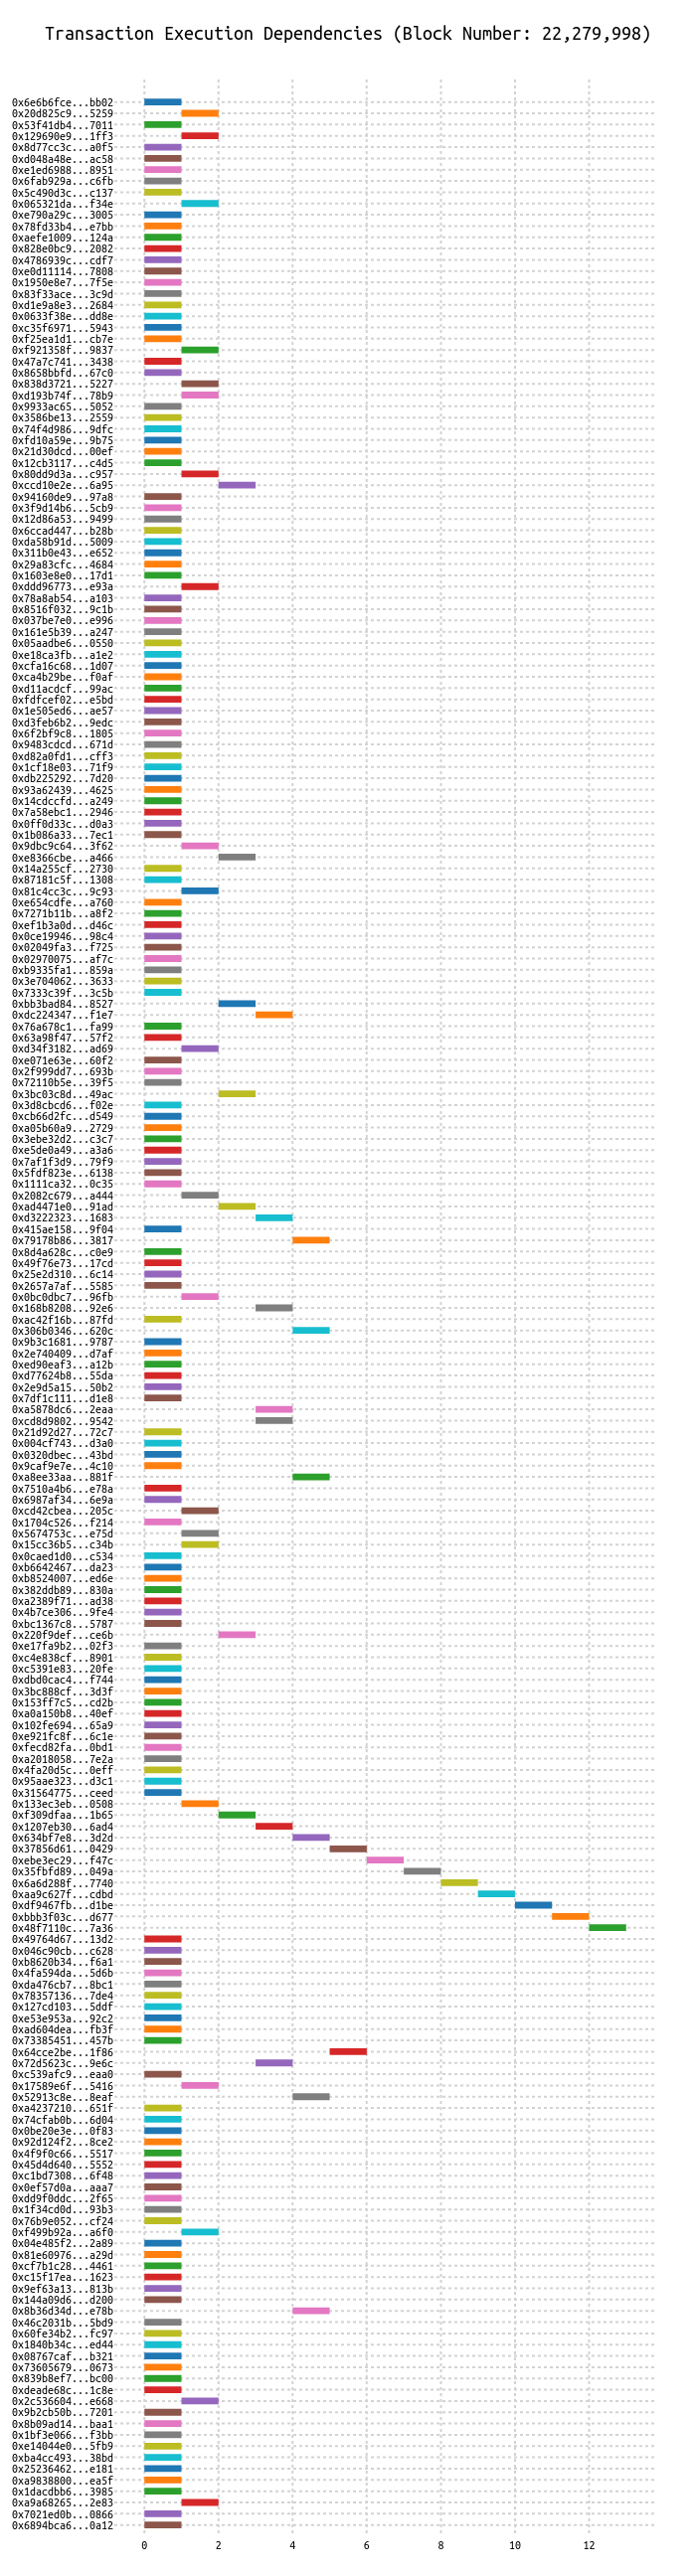 Transaction Execution Dependencies (Block Number: 22,279,998)
0x6e6b6fce...bb02
0x20d825c9...5259
0x53f41db4...7011
0x129690e9...1ff3
0x8d77cc3c...a0f5
0xd048a48e...ac58
0xe1ed6988...8951
0x6fab929a...c6fb
0x5c490d3c...c137
0x065321da...f34e
0xe790a29c...3005
0x78fd33b4...e7bb
0xaefe1009...124a
0x828e0bc9...2082
0x4786939c...cdf7
0xe0d11114...7808
0x1950e8e7...7f5e
0x83f33ace...3c9d
0xd1e9a8e3...2684
0x0633f38e...dd8e
0xc35f6971...5943
0xf25ea1d1...cb7e
0xf921358f...9837
0x47a7c741...3438
0x8658bbfd...67c0
0x838d3721...5227
0xd193b74f...78b9
0x9933ac65...5052
0x3586be13...2559
0x74f4d986...9dfc
0xfd10a59e...9b75
0x21d30dcd...00ef
0x12cb3117...c4d5
0x80dd9d3a...c957
0xccd10e2e...6a95
0x94160de9...97a8
0x3f9d14b6...5cb9
0x12d86a53...9499
0x6ccad447...b28b
0xda58b91d...5009
0x311b0e43...e652
0x29a83cfc...4684
0x1603e8e0...17d1
0xddd96773...e93a
0x78a8ab54...a103
0x8516f032...9c1b
0x037be7e0...e996
0x161e5b39...a247
0x05aadbe6...0550
0xe18ca3fb...a1e2
0xcfa16c68...1d07
0xca4b29be...f0af
0xd11acdcf...99ac
0xfdfcef02...e5bd
0x1e505ed6...ae57
0xd3feb6b2...9edc
0x6f2bf9c8...1805
0x9483cdcd...671d
0xd82a0fd1...cff3
0x1cf18e03...71f9
0xdb225292...7d20
0x93a62439...4625
0x14cdccfd...a249
0x7a58ebc1...2946
0x0ff0d33c...d0a3
0x1b086a33...7ec1
0x9dbc9c64...3f62
0xe8366cbe...a466
0x14a255cf...2730
0x87181c5f...1308
0x81c4cc3c...9c93
0xe654cdfe...a760
0x7271b11b...a8f2
0xef1b3a0d...d46c
0x0ce19946...98c4
0x02049fa3...f725
0x02970075...af7c
0xb9335fa1...859a
0x3e704062...3633
0x7333c39f...3c5b
0xbb3bad84...8527
0xdc224347...f1e7
0x76a678c1...fa99
0x63a98f47...57f2
0xd34f3182...ad69
0xe071e63e...60f2
0x2f999dd7...693b
0x72110b5e...39f5
0x3bc03c8d...49ac
0x3d8cbcd6...f02e
0xcb66d2fc...d549
0xa05b60a9...2729
0x3ebe32d2...c3c7
0xe5de0a49...a3a6
0x7af1f3d9...79f9
0x5fdf823e...6138
0x1111ca32...0c35
0x2082c679...a444
0xad4471e0...91ad
0xd3222323...1683
0x415ae158...9f04
0x79178b86...3817
0x8d4a628c...c0e9
0x49f76e73...17cd
0x25e2d310...6c14
0x2657a7af...5585
0x0bc0dbc7...96fb
0x168b8208...92e6
0xac42f16b...87fd
0x306b0346...620c
0x9b3c1681...9787
0x2e740409...d7af
0xed90eaf3...a12b
0xd77624b8...55da
0x2e9d5a15...50b2
0x7df1c111...d1e8
0xa5878dc6...2eaa
0xcd8d9802...9542
0x21d92d27...72c7
0x004cf743...d3a0
0x0320dbec...43bd
0x9caf9e7e...4c10
0xa8ee33aa...881f
0x7510a4b6...e78a
0x6987af34...6e9a
0xcd42cbea...205c
0x1704c526...f214
0x5674753c...e75d
0x15cc36b5...c34b
0x0caed1d0...c534
0xb6642467...da23
0xb8524007...ed6e
0x382ddb89...830a
0xa2389f71...ad38
0x4b7ce306...9fe4
0xbc1367c8...5787
0x220f9def...ce6b
0xe17fa9b2...02f3
0xc4e838cf...8901
0xc5391e83...20fe
0xdbd0cac4...f744
0x3bc888cf...3d3f
0x153ff7c5...cd2b
0xa0a150b8...40ef
0x102fe694...65a9
0xe921fc8f...6c1e
0xfecd82fa...0bd1
0xa2018058...7e2a
0x4fa20d5c...0eff
0x95aae323...d3c1
0x31564775...ceed
0x133ec3eb...0508
0xf309dfaa...1b65
0x1207eb30...6ad4
0x634bf7e8...3d2d
0x37856d61...0429
0xebe3ec29...f47c
0x35fbfd89...049a
0x6a6d288f...7740
0xaa9c627f...cdbd
0xdf9467fb...d1be
0xbbb3f03c...d677
0x48f7110c...7a36
0x49764d67...13d2
0x046c90cb...c628
0xb8620b34...f6a1
0x4fa594da...5d6b
0xda476cb7...8bc1
0x78357136...7de4
0x127cd103...5ddf
0xe53e953a...92c2
0xad604dea...fb3f
0x73385451...457b
0x64cce2be...1f86
0x72d5623c...9e6c
0xc539afc9...eaa0
0x17589e6f...5416
0x52913c8e...8eaf
0xa4237210...651f
0x74cfab0b...6d04
0x0be20e3e...0f83
0x92d124f2...8ce2
0x4f9f0c66...5517
0x45d4d640...5552
0xc1bd7308...6f48
0x0ef57d0a...aaa7
0xdd9f0ddc...2f65
0x1f34cd0d...93b3
0x76b9e052...cf24
0xf499b92a...a6f0
0x04e485f2...2a89
0x81e60976...a29d
0xcf7b1c28...4461
0xc15f17ea...1623
0x9ef63a13...813b
0x144a09d6...d200
0x8b36d34d...e78b
0x46c2031b...5bd9
0x60fe34b2...fc97
0x1840b34c...ed44
0x08767caf...b321
0x73605679...0673
0x839b8ef7...bc00
0xdeade68c...1c8e
0x2c536604...e668
0x9b2cb50b...7201
0x8b09ad14...baa1
0x1bf3e066...f3bb
0xe14044e0...5fb9
0xba4cc493...38bd
0x25236462...e181
0xa9838800...ea5f
0x1dacdbb6...3985
0xa9a68265...2e83
0x7021ed0b...0866
0x6894bca6...0a12
0 2 4 6 8 10 12